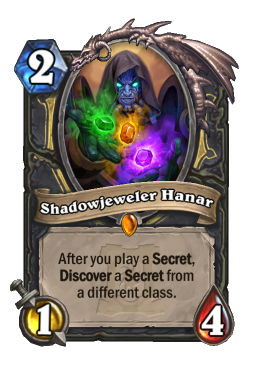 2
Shadowjeweler Hanar
After you play a Secret,
Discover a Secret from
a different class.
1
4